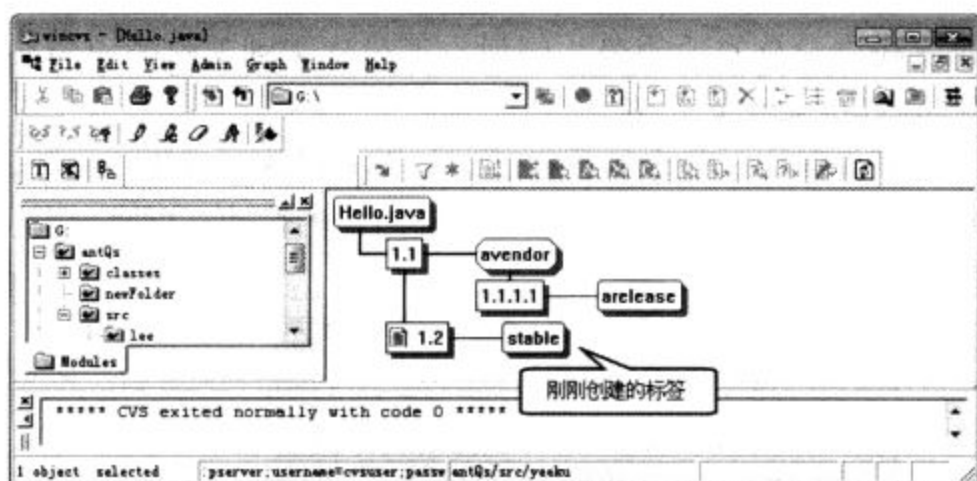 wincvs - [Hello.java]
File Edit View Admin Graph Window Help
G:\
Hello.java
G:
1.1
avendor
antQs
classes
1.1.1.1
arelease
newFolder
src
1.2
stable
lee
Modules
刚刚创建的标签
***** CVS exited normally with code 0 *****
1 object selected
:pserver;username=cvsuser;passw
antQs/src/yeeku